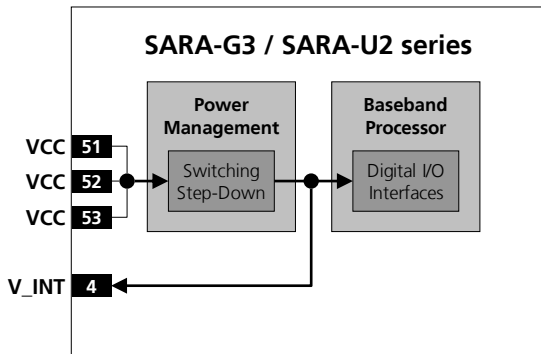 SARA-G3 / SARA-U2 series
Power
Management
Baseband
Processor
Switching
Step-Down
Digital I/O
Interfaces
VCC 51
VCC 52
VCC 53
V_INT 4